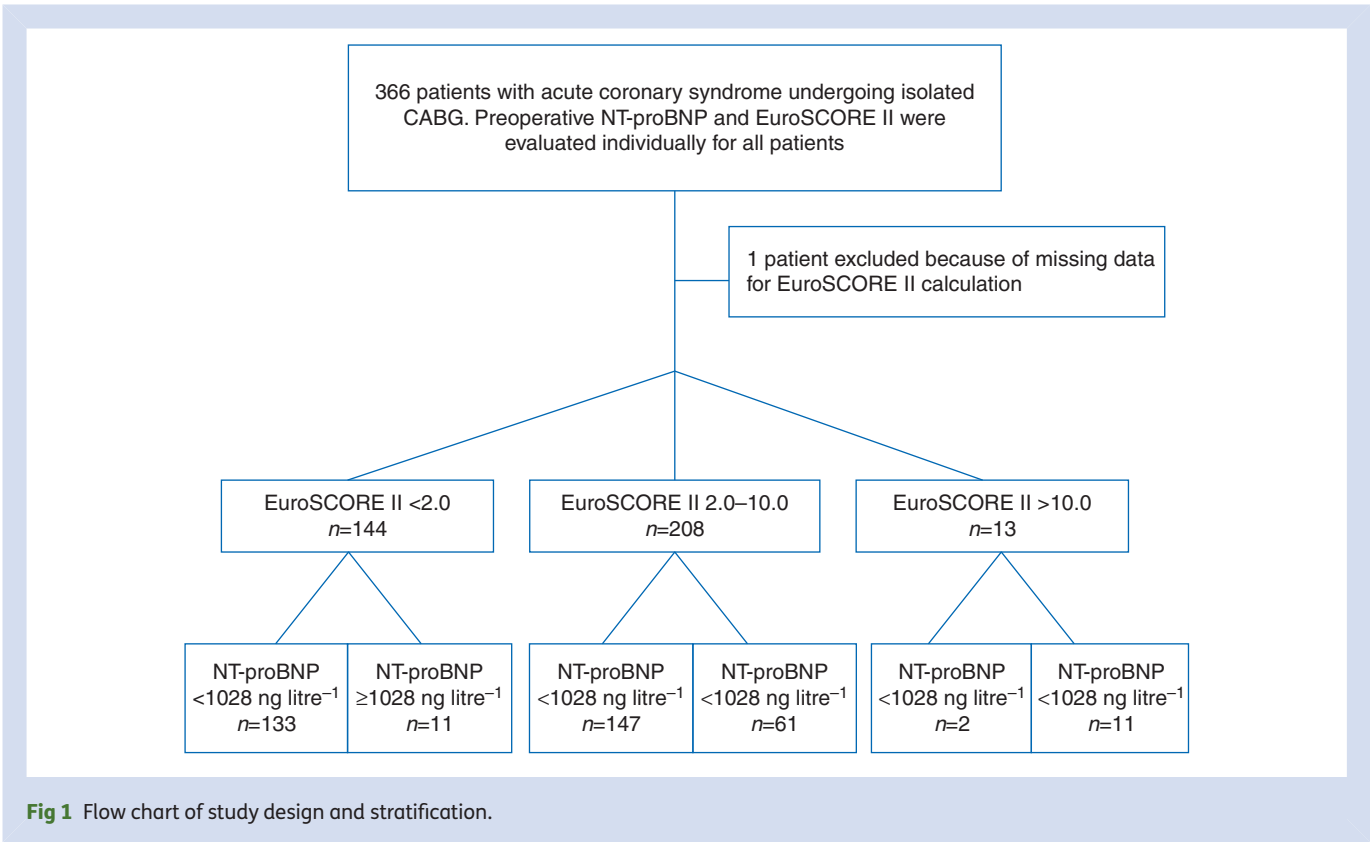 366 patients with acute coronary syndrome undergoing isolated
CABG. Preoperative NT-proBNP and EuroSCORE II were
evaluated individually for all patients
1 patient excluded because of missing data
for EuroSCORE II calculation
EuroSCORE II <2.0
n=144
EuroSCORE II 2.0–10.0
n=208
EuroSCORE II >10.0
n=13
NT-proBNP
<1028 ng litre⁻¹
n=133
NT-proBNP
≥1028 ng litre⁻¹
n=11
NT-proBNP
<1028 ng litre⁻¹
n=147
NT-proBNP
<1028 ng litre⁻¹
n=61
NT-proBNP
<1028 ng litre⁻¹
n=2
NT-proBNP
<1028 ng litre⁻¹
n=11
Fig 1 Flow chart of study design and stratification.